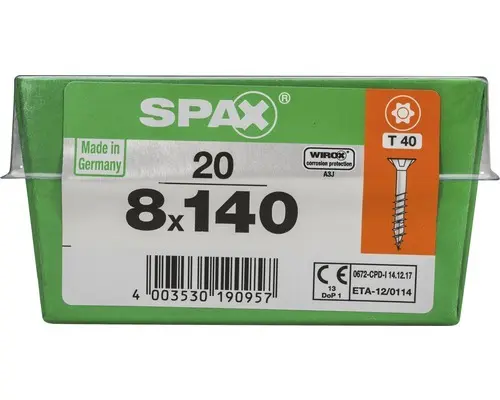 SPAX®
Made in
Germany
20
8x140
WIROX®
corrosion protection
A3J
T 40
4 003530 190957
CE
13
DoP 1
0672-CPD-I 14.12.17
ETA-12/0114